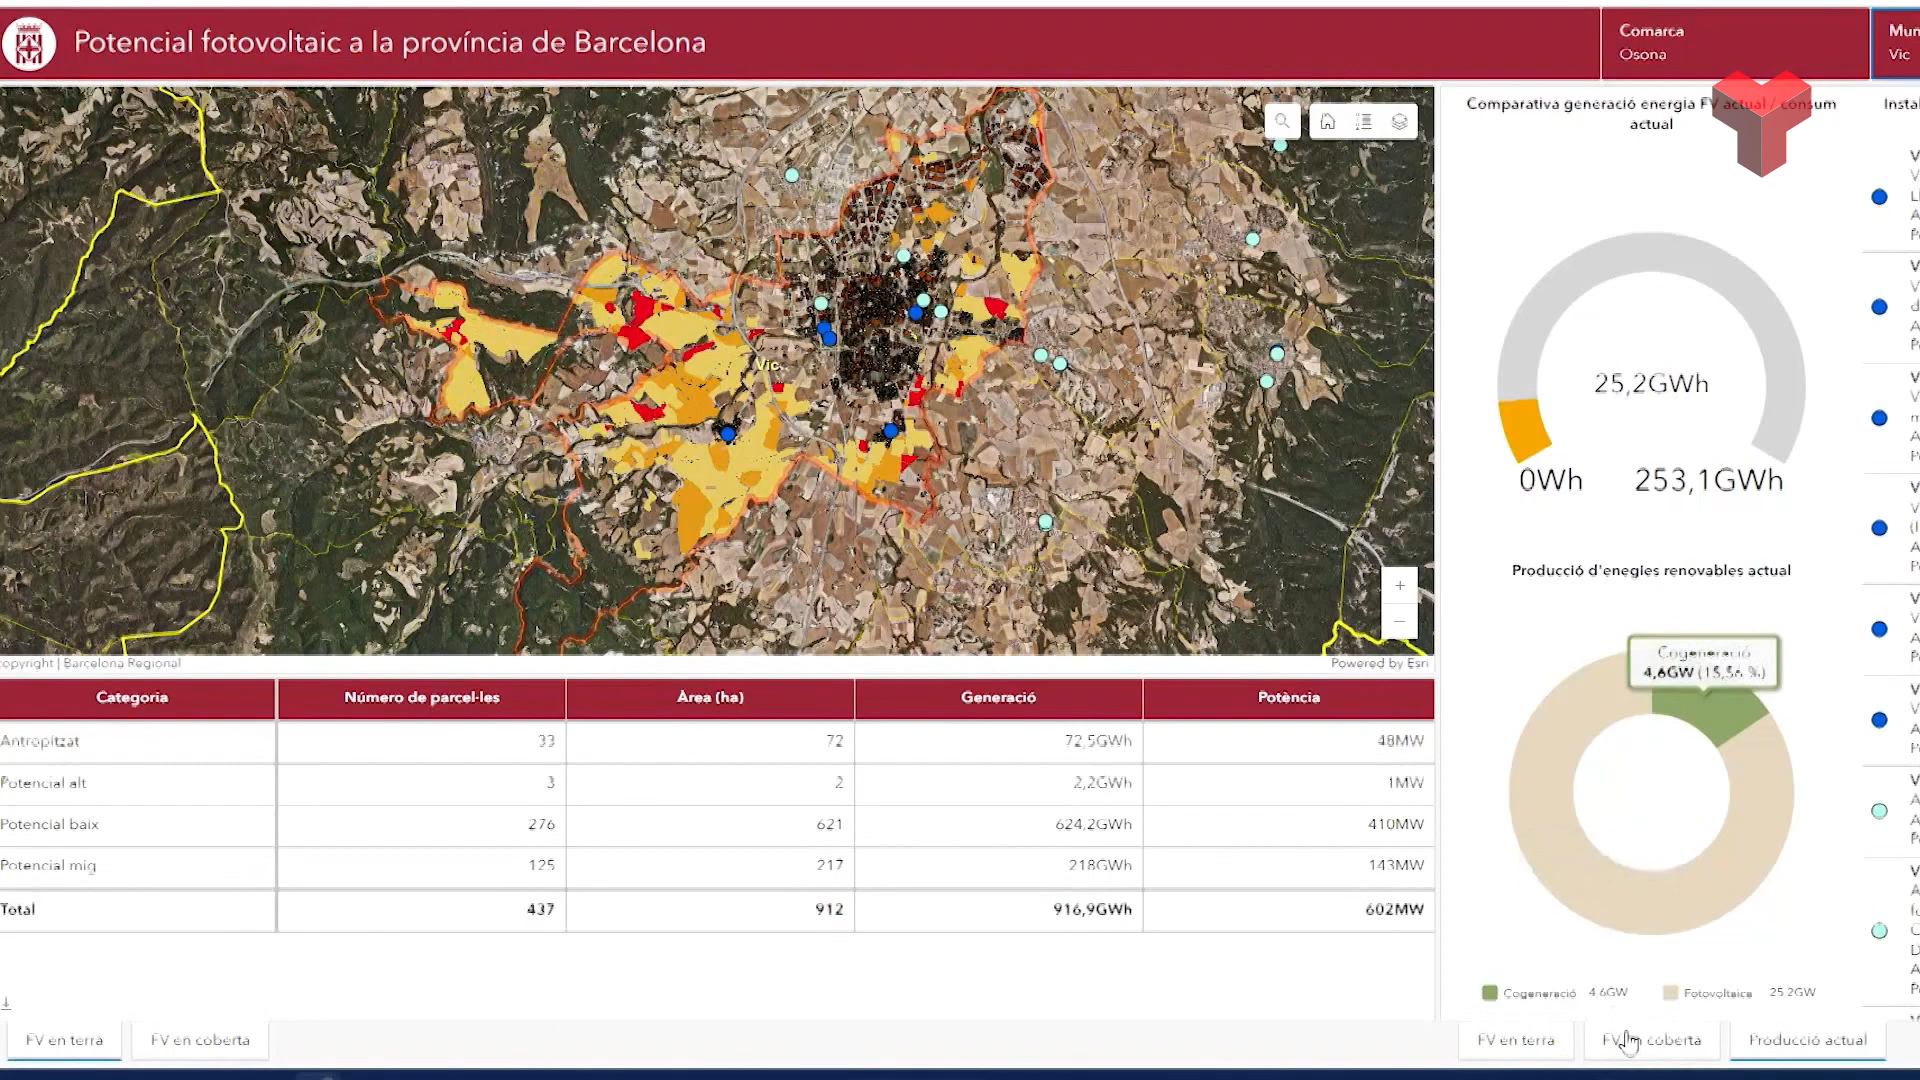 Potencial fotovoltaic a la província de Barcelona
Comarca
Osona
Vic
Comparativa generació energia FV actual / consum
actual
25,2GWh
0Wh
253,1GWh
Vic
Barcelona Regional
Powered by Esri
Producció d'enegies renovables actual
Cogeneració
4,6GW (15,56 %)
Cogeneració 4.6GW
Fotovoltaica 25.2GW
Categoria Número de parcel·les Àrea (ha) Generació Potència
Antropitzat 33 72 72,5GWh 48MW
Potencial alt 3 2 2,2GWh 1MW
Potencial baix 276 621 624,2GWh 410MW
Potencial mig 125 217 218GWh 143MW
Total 437 912 916,9GWh 602MW
FV en terra
FV en coberta
FV en terra
coberta
Producció actual